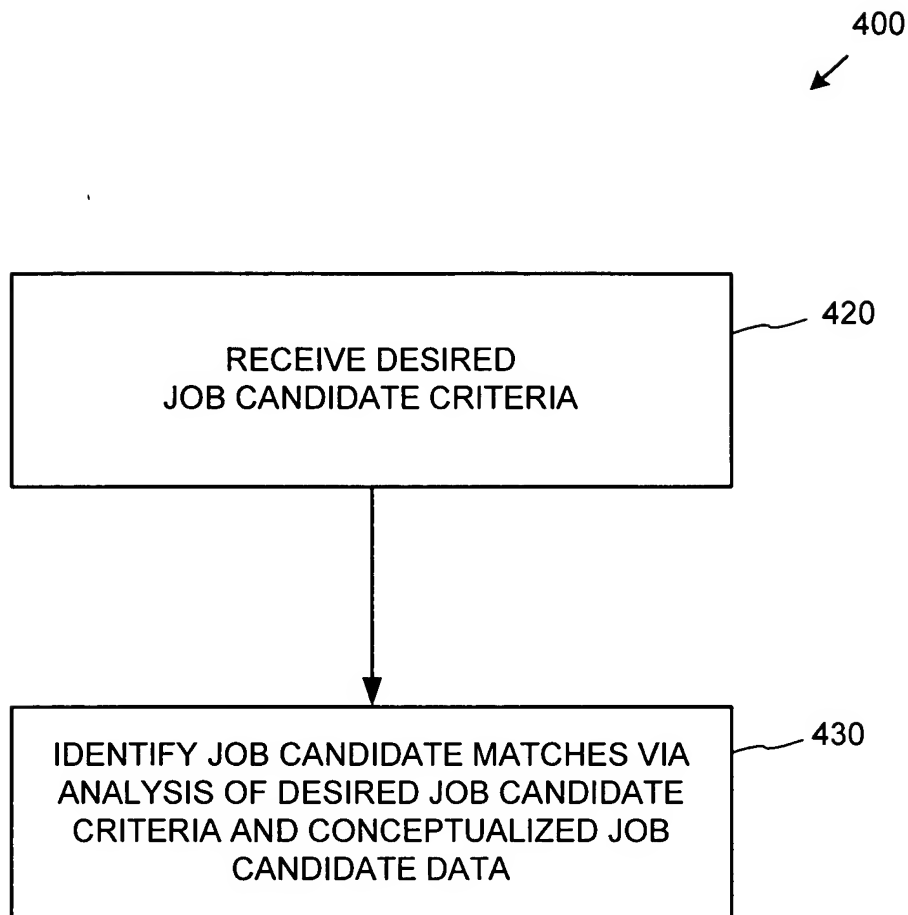 400
RECEIVE DESIRED
JOB CANDIDATE CRITERIA
420
IDENTIFY JOB CANDIDATE MATCHES VIA
ANALYSIS OF DESIRED JOB CANDIDATE
CRITERIA AND CONCEPTUALIZED JOB
CANDIDATE DATA
430